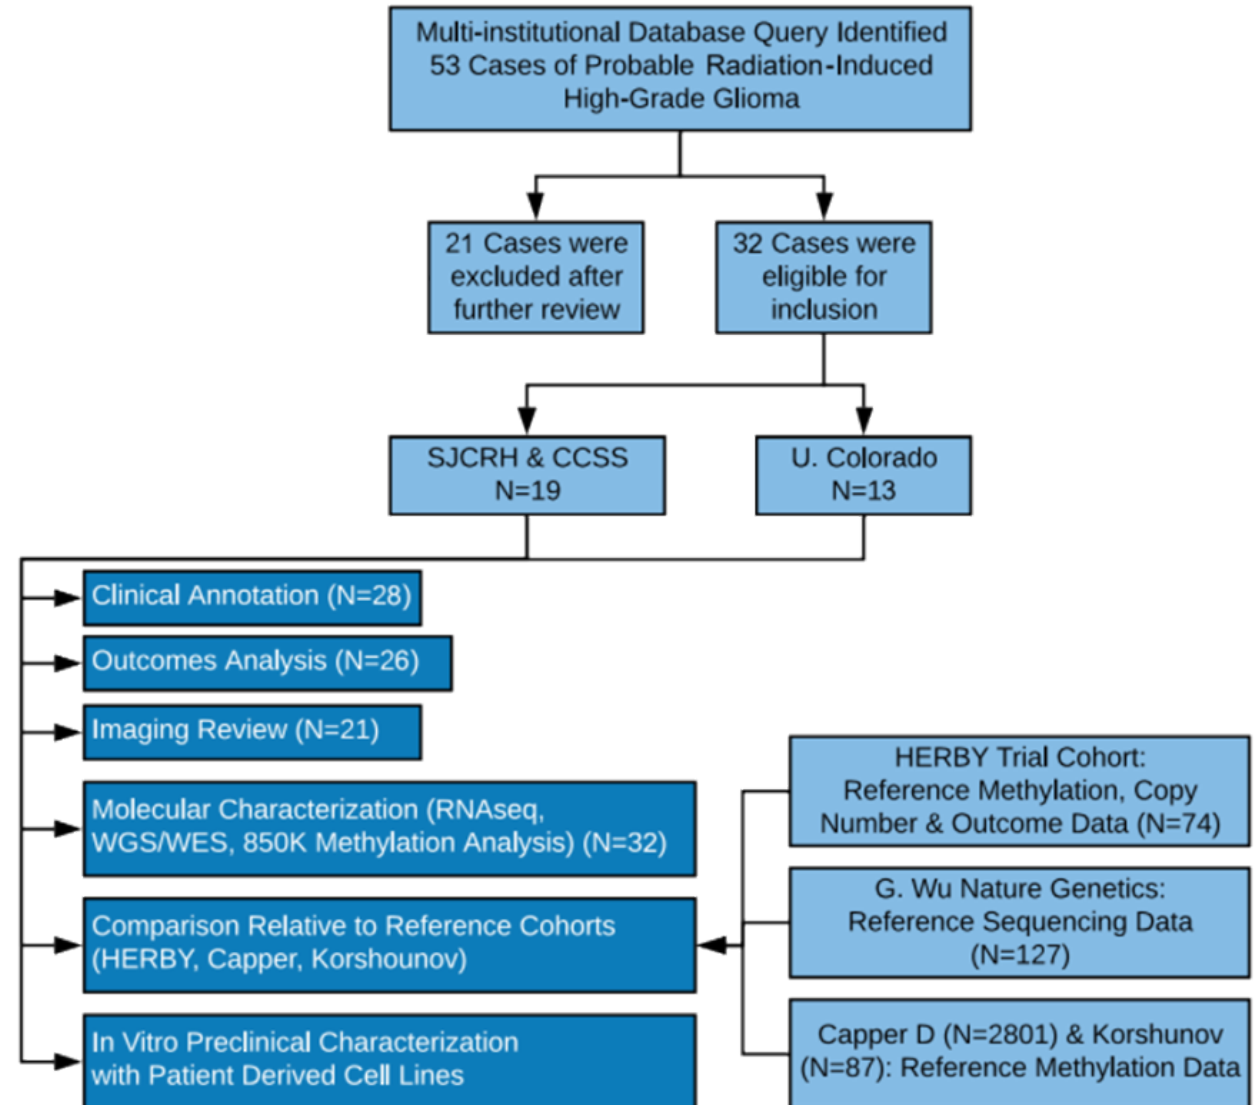 Multi-institutional Database Query Identified
53 Cases of Probable Radiation-Induced
High-Grade Glioma
21 Cases were
excluded after
further review
32 Cases were
eligible for
inclusion
SJCRH & CCSS
N=19
U. Colorado
N=13
Clinical Annotation (N=28)
Outcomes Analysis (N=26)
Imaging Review (N=21)
Molecular Characterization (RNAseq,
WGS/WES, 850K Methylation Analysis) (N=32)
Comparison Relative to Reference Cohorts
(HERBY, Capper, Korshounov)
In Vitro Preclinical Characterization
with Patient Derived Cell Lines
HERBY Trial Cohort:
Reference Methylation, Copy
Number & Outcome Data (N=74)
G. Wu Nature Genetics:
Reference Sequencing Data
(N=127)
Capper D (N=2801) & Korshunov
(N=87): Reference Methylation Data